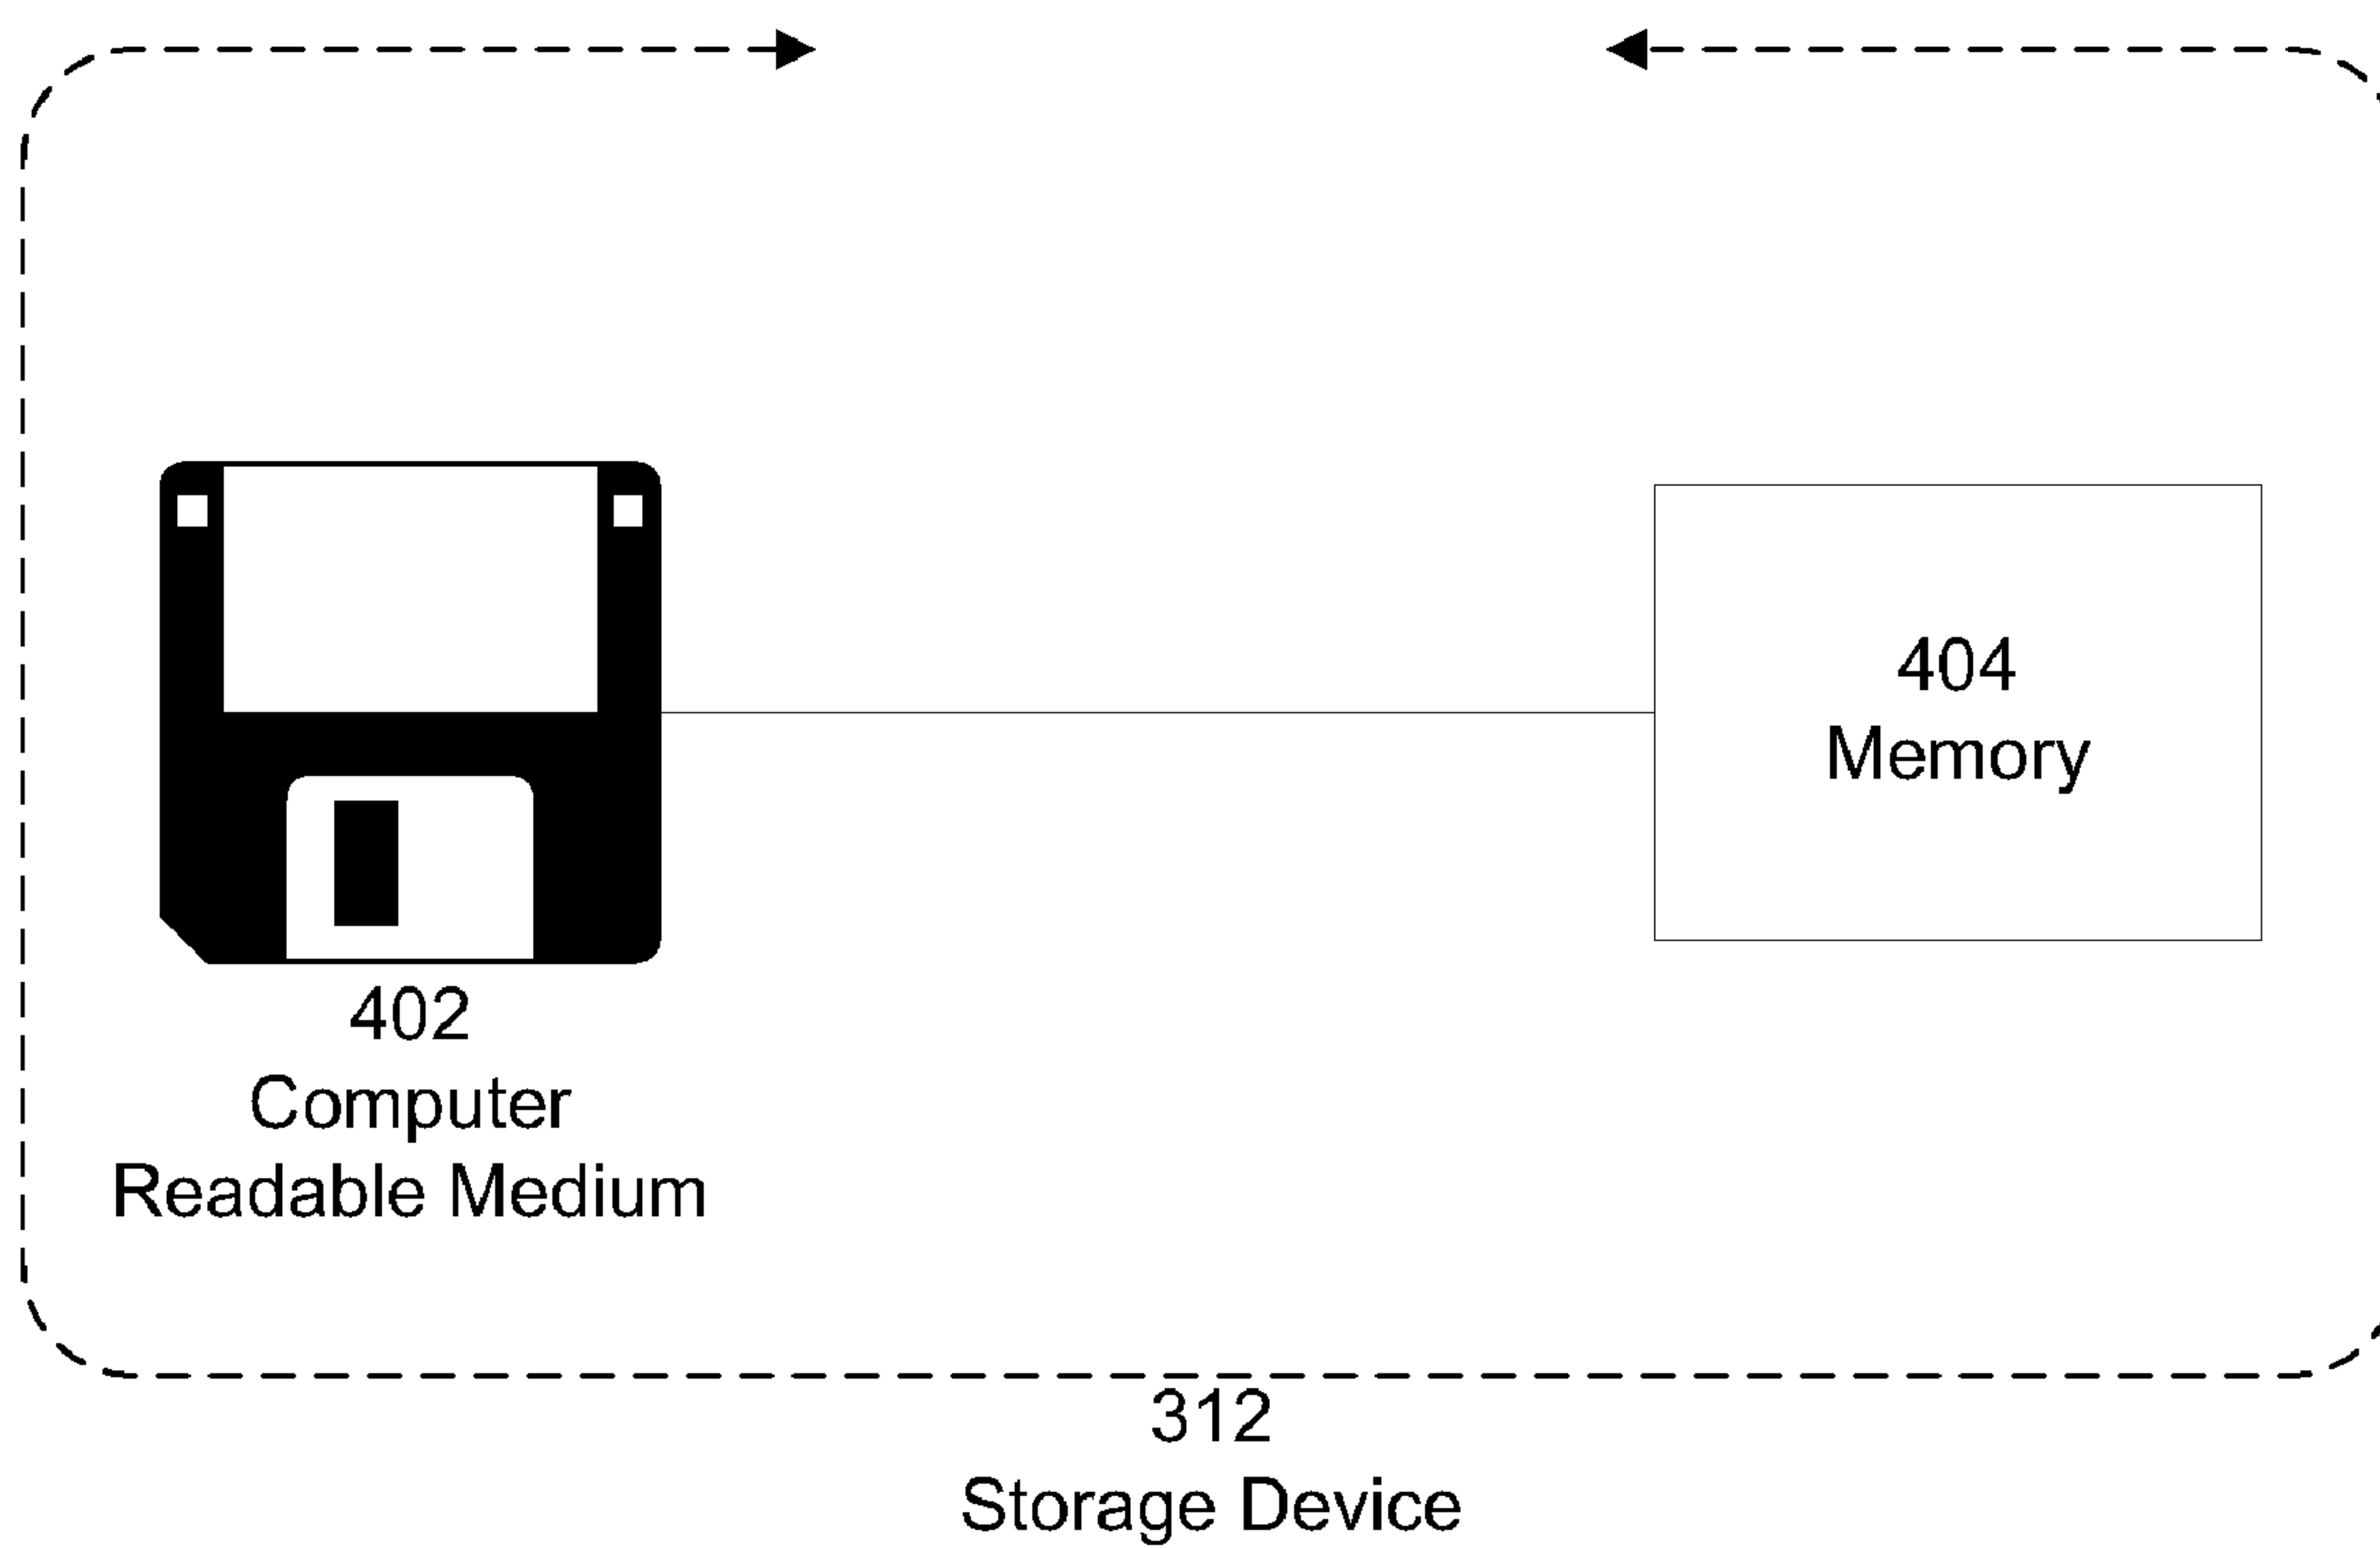 404
Memory
402
Computer
Readable Medium
312
Storage Device